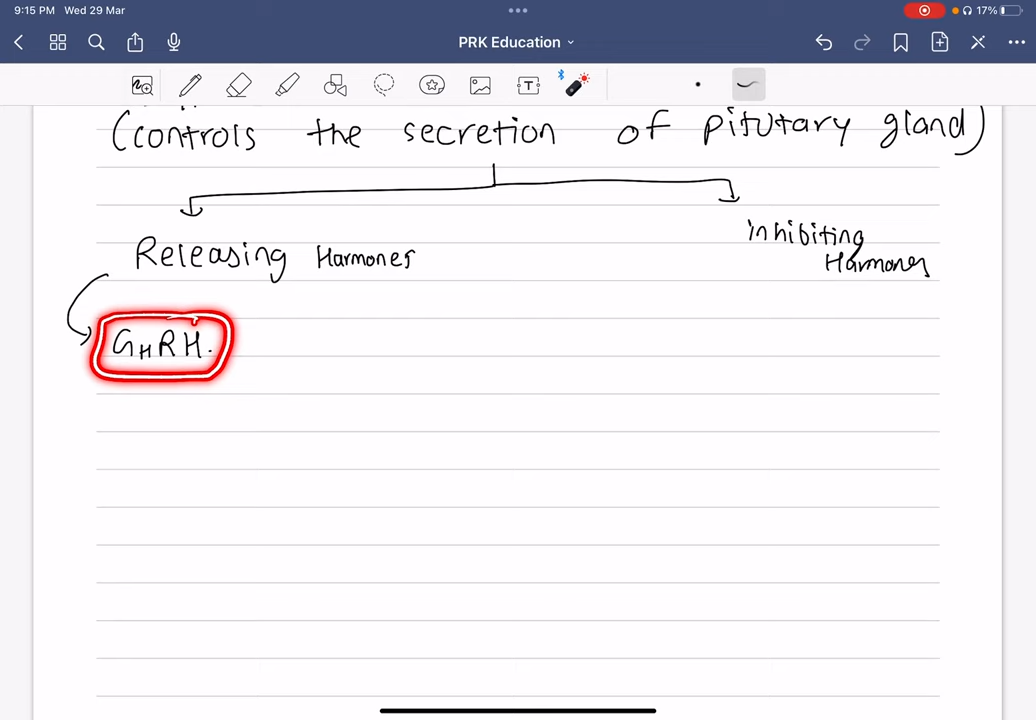 9:15 PM Wed 29 Mar
17%
PRK Education
T
(controls the secretion of pitutary gland)
Releasing Harmones
inhibiting
Harmones
GHRH.